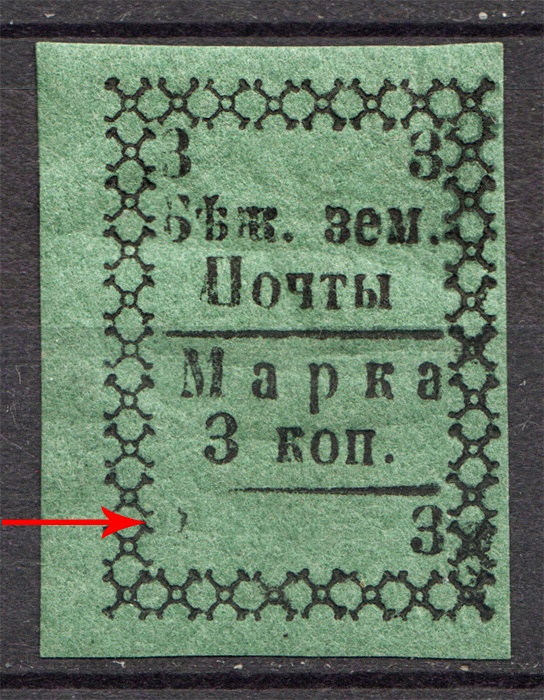 3 3
Бѣж. зем.
Почты
Марка
3 коп.
3